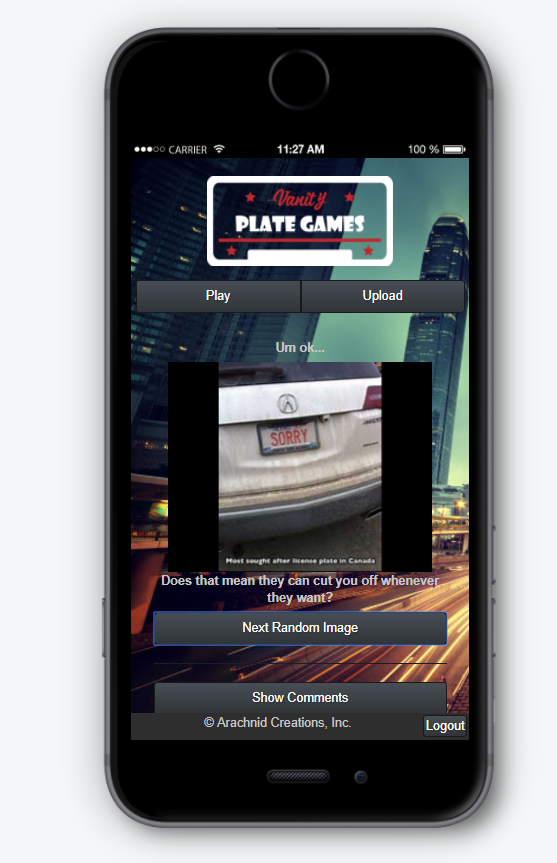 CARRIER 11:27 AM 100 %
Vanity
PLATE GAMES
Play Upload
Um ok...
SORRY
Most sought after license plate in Canada
Does that mean they can cut you off whenever
they want?
Next Random Image
Show Comments
© Arachnid Creations, Inc. Logout